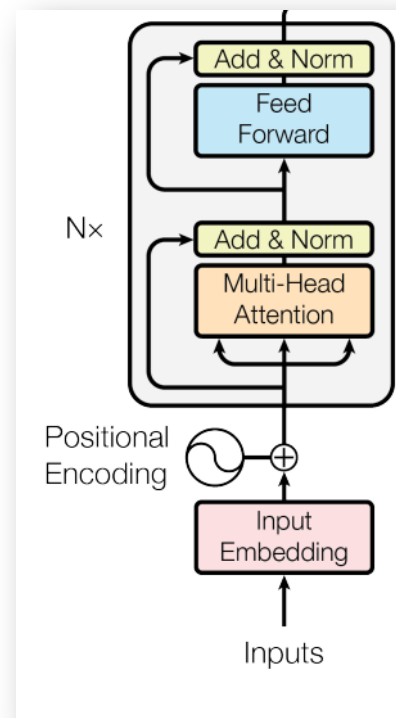 Add & Norm
Feed
Forward
N×
Add & Norm
Multi-Head
Attention
Positional
Encoding
Input
Embedding
Inputs